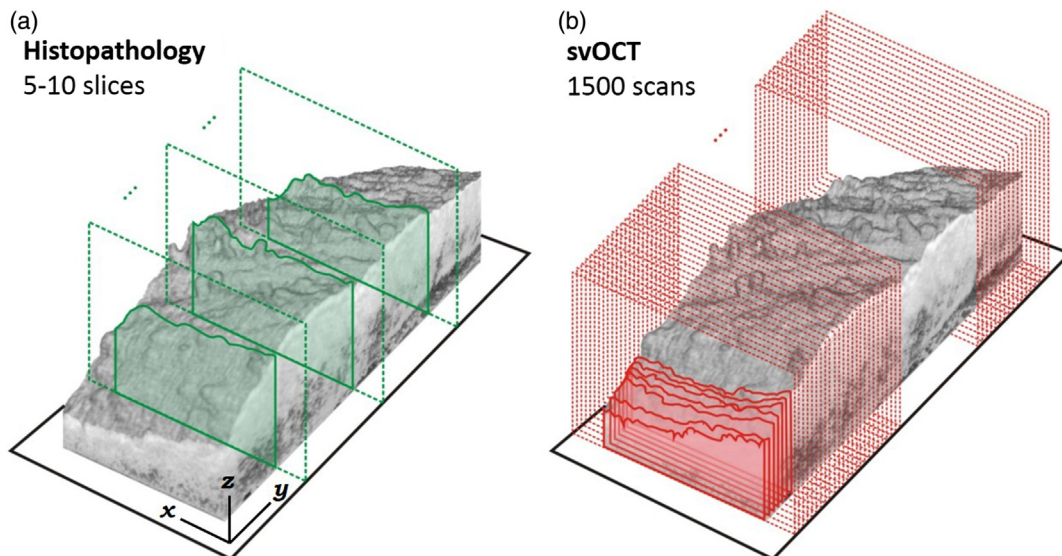 (a)
Histopathology
5-10 slices
z
y
x
(b)
svOCT
1500 scans